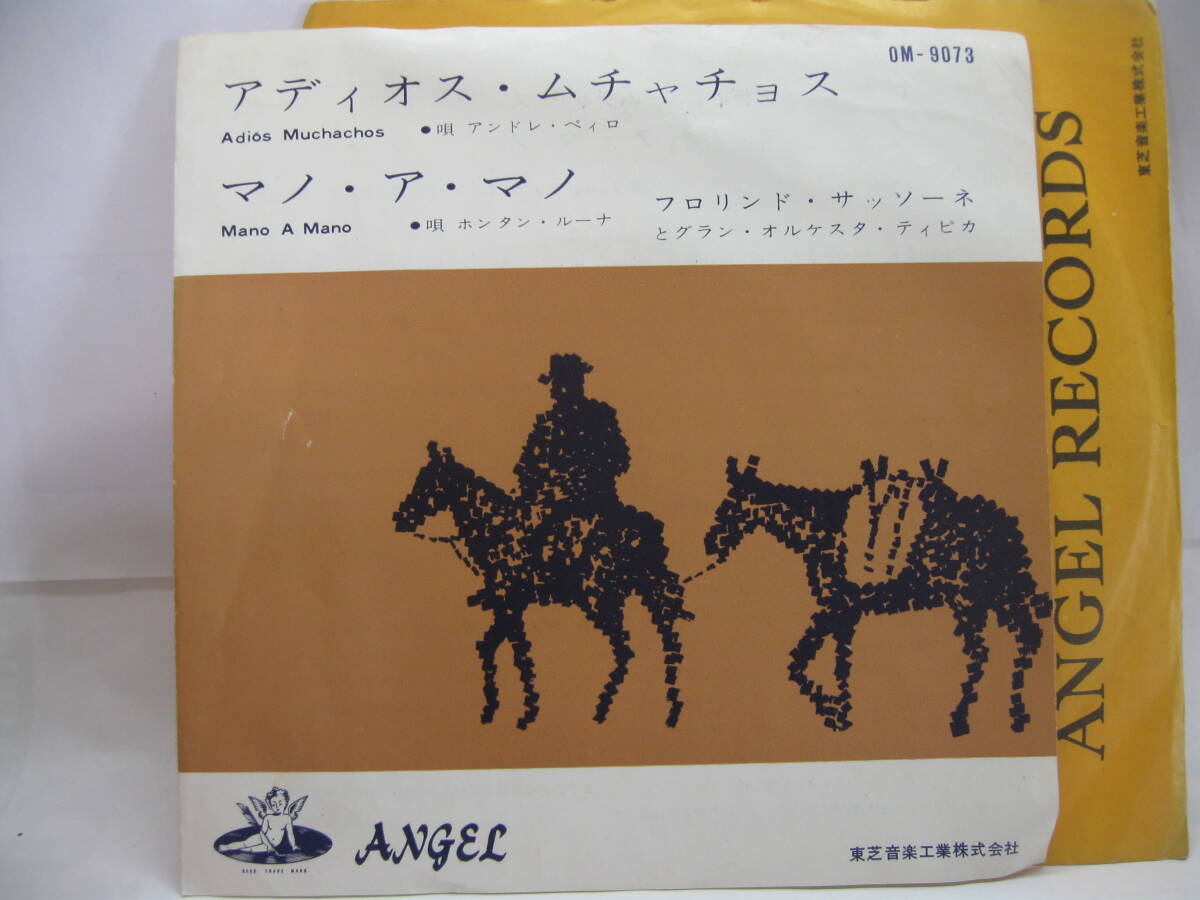 OM-9073
アディオス・ムチャチョス
Adiós Muchachos ●唄 アンドレ・ペイロ
マノ・ア・マノ
Mano A Mano ●唄 ホンタン・ルーナ
フロリンド・サッソーネ
とグラン・オルケスタ・ティピカ
READ. TRADE MARK
ANGEL
東芝音楽工業株式会社
ANGEL RECORDS
東芝音楽工業株式会社